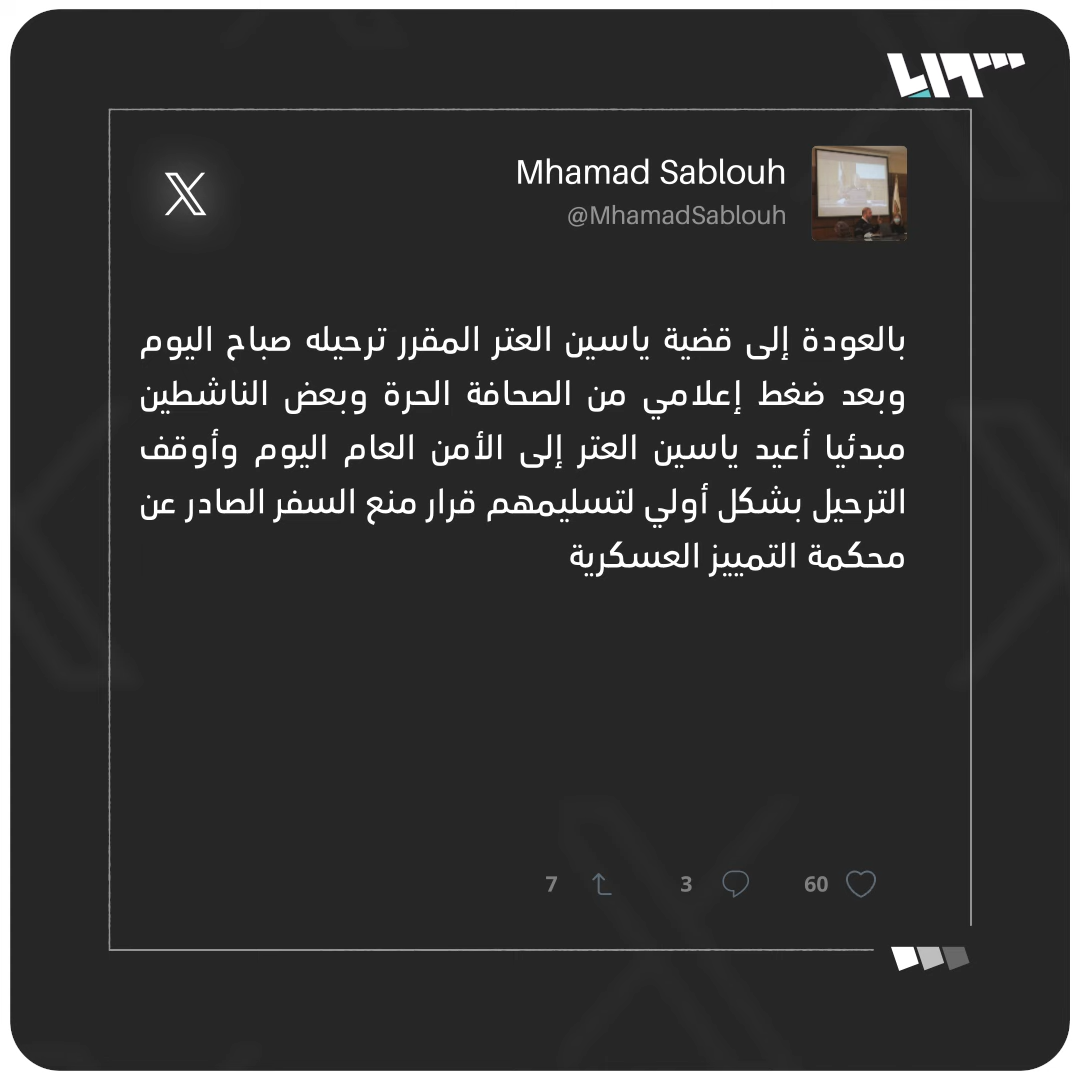 Mhamad Sablouh
@MhamadSablouh
بالعودة إلى قضية ياسين العتر المقرر ترحيله صباح اليوم
وبعد ضغط إعلامي من الصحافة الحرة وبعض الناشطين
مبدئيا أعيد ياسين العتر إلى الأمن العام اليوم وأوقف
الترحيل بشكل أولي لتسليمهم قرار منع السفر الصادر عن
محكمة التمييز العسكرية
7 3 60